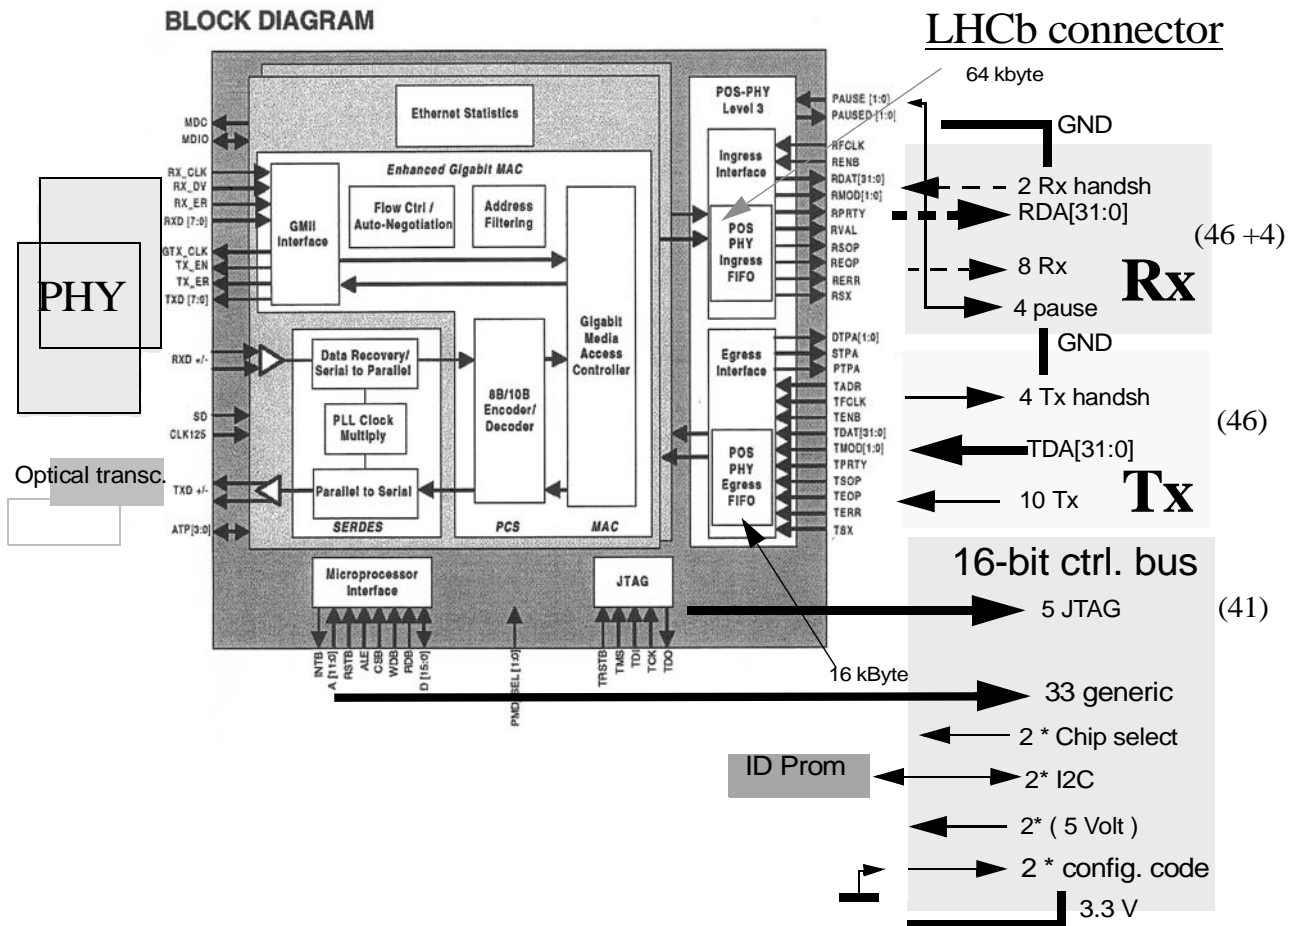 BLOCK DIAGRAM
LHCb connector
64 kbyte
Ethernet Statistics
POS-PHY
Level 3
PAUSE [1:0]
PAUSED [1:0]
GND
MDC
MDIO
Enhanced Gigabit MAC
RX_CLK
RX_DV
RX_ER
RXD [7:0]
GTX_CLK
TX_EN
TX_ER
TXD [7:0]
GMII
Interface
Flow Ctrl /
Auto-Negotiation
Address
Filtering
Ingress
Interface
POS
PHY
Ingress
FIFO
RFCLK
RENB
RDAT[31:0]
RMOD[1:0]
RPRTY
RVAL
RSOP
REOP
RERR
RSX
2 Rx handsh
RDA[31:0]
(46 +4)
8 Rx
Rx
4 pause
GND
PHY
RXD +/-
SD
CLK125
Optical transc.
TXD +/-
ATP[3:0]
Data Recovery/
Serial to Parallel
PLL Clock
Multiply
Parallel to Serial
SERDES
8B/10B
Encoder/
Decoder
PCS
Gigabit
Media
Access
Controller
MAC
Egress
Interface
POS
PHY
Egress
FIFO
DTPA[1:0]
STPA
PTPA
TADR
TFCLK
TENB
TDAT[31:0]
TMOD[1:0]
TPRTY
TSOP
TEOP
TERR
TSX
4 Tx handsh
(46)
TDA[31:0]
10 Tx
Tx
Microprocessor
Interface
JTAG
INTB
A [11:0]
RSTB
ALE
CSB
WDB
RDB
D [15:0]
PMD_SEL [1:0]
TRSTB
TMS
TDI
TCK
TDO
16 kByte
16-bit ctrl. bus
5 JTAG
(41)
33 generic
2 * Chip select
ID Prom
2* I2C
2* ( 5 Volt )
2 * config. code
3.3 V